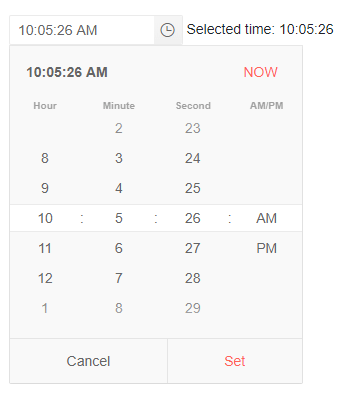 10:05:26 AM Selected time: 10:05:26
10:05:26 AM NOW
Hour Minute Second AM/PM
2 23
8 3 24
9 4 25
10 : 5 : 26 : AM
11 6 27 PM
12 7 28
1 8 29
Cancel Set